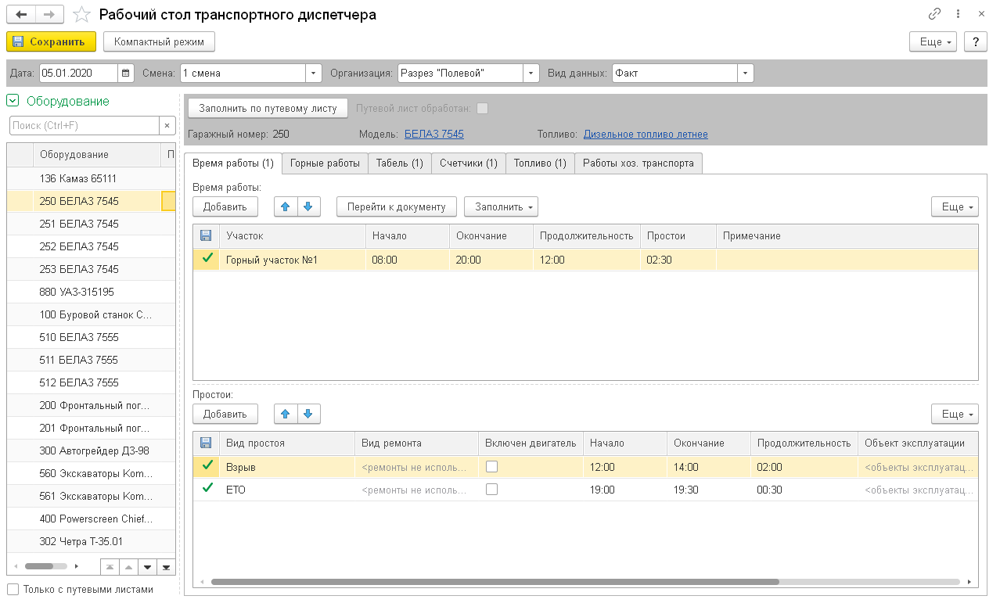 Рабочий стол транспортного диспетчера
Сохранить Компактный режим Еще ?
Дата: 05.01.2020 Смена: 1 смена Организация: Разрез "Полевой" Вид данных: Факт
Оборудование
Поиск (Ctrl+F) ×
Оборудование П
136 Камаз 65111
250 БЕЛАЗ 7545
251 БЕЛАЗ 7545
252 БЕЛАЗ 7545
253 БЕЛАЗ 7545
880 УАЗ-315195
100 Буровой станок С...
510 БЕЛАЗ 7555
511 БЕЛАЗ 7555
512 БЕЛАЗ 7555
200 Фронтальный пог...
201 Фронтальный пог...
300 Автогрейдер ДЗ-98
560 Экскаваторы Kom...
561 Экскаваторы Kom...
400 Powerscreen Chief...
302 Четра Т-35.01
Только с путевыми листами
Заполнить по путевому листу Путевой лист обработан:
Гаражный номер: 250 Модель: БЕЛАЗ 7545 Топливо: Дизельное топливо летнее
Время работы (1) Горные работы Табель (1) Счетчики (1) Топливо (1) Работы хоз. транспорта
Время работы:
Добавить Перейти к документу Заполнить Еще
Участок Начало Окончание Продолжительность Простои Примечание
Горный участок №1 08:00 20:00 12:00 02:30
Простои:
Добавить Еще
Вид простоя Вид ремонта Включен двигатель Начало Окончание Продолжительность Объект эксплуатации
Взрыв <ремонты не исполь... 12:00 14:00 02:00 <объекты эксплуатац...
ЕТО <ремонты не исполь... 19:00 19:30 00:30 <объекты эксплуатац...